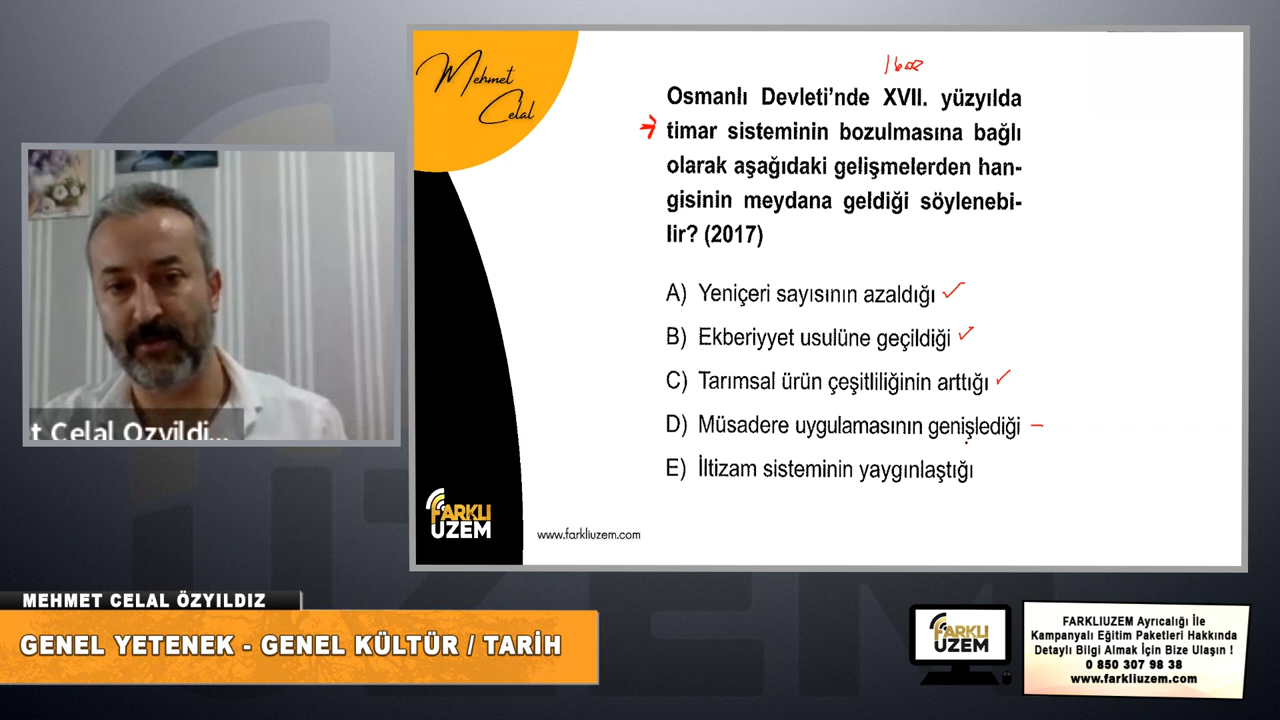 Mehmet
Celal
1602
Osmanlı Devleti’nde XVII. yüzyılda
timar sisteminin bozulmasına bağlı
olarak aşağıdaki gelişmelerden han-
gisinin meydana geldiği söylenebi-
lir? (2017)
A) Yeniçeri sayısının azaldığı
B) Ekberiyyet usulüne geçildiği
C) Tarımsal ürün çeşitliliğinin arttığı
D) Müsadere uygulamasının genişlediği
E) İltizam sisteminin yaygınlaştığı
t Celal Ozyildi...
FARKLI
UZEM
www.farkliuzem.com
MEHMET CELAL ÖZYILDIZ
GENEL YETENEK - GENEL KÜLTÜR / TARİH
FARKLI
UZEM
FARKLIUZEM Ayrıcalığı İle
Kampanyalı Eğitim Paketleri Hakkında
Detaylı Bilgi Almak İçin Bize Ulaşın !
0 850 307 98 38
www.farkliuzem.com
ÜZEM